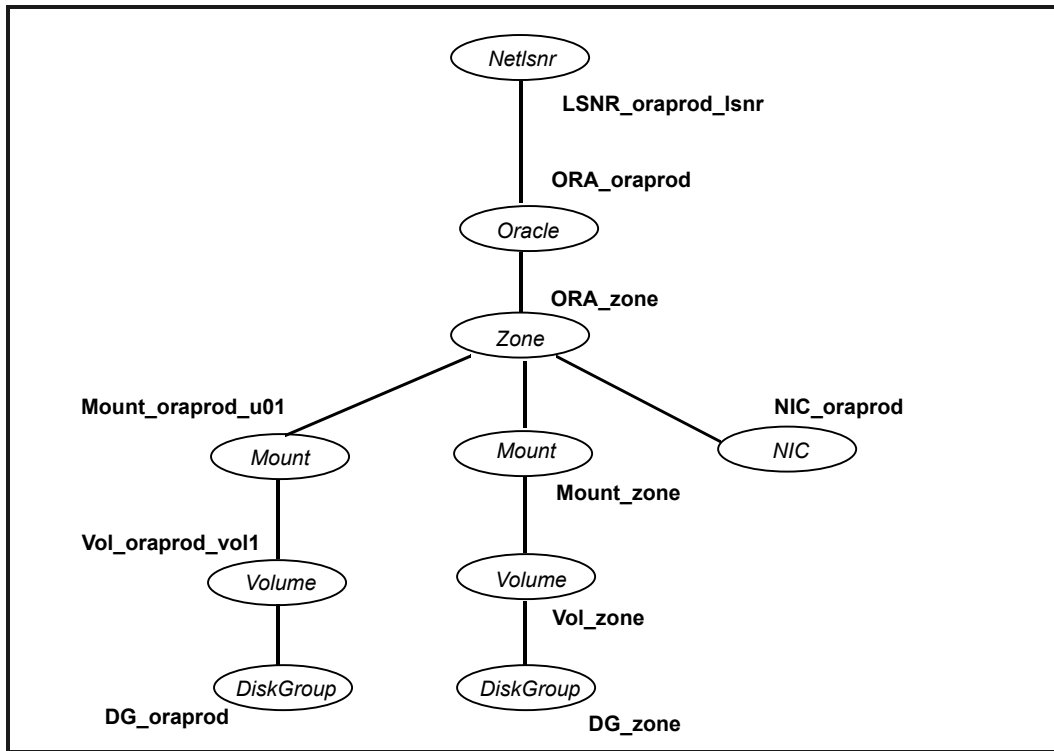 Netlsnr
LSNR_oraprod_lsnr
ORA_oraprod
Oracle
ORA_zone
Zone
Mount_oraprod_u01
NIC_oraprod
Mount
Mount
NIC
Mount_zone
Vol_oraprod_vol1
Volume
Volume
Vol_zone
DiskGroup
DiskGroup
DG_oraprod
DG_zone